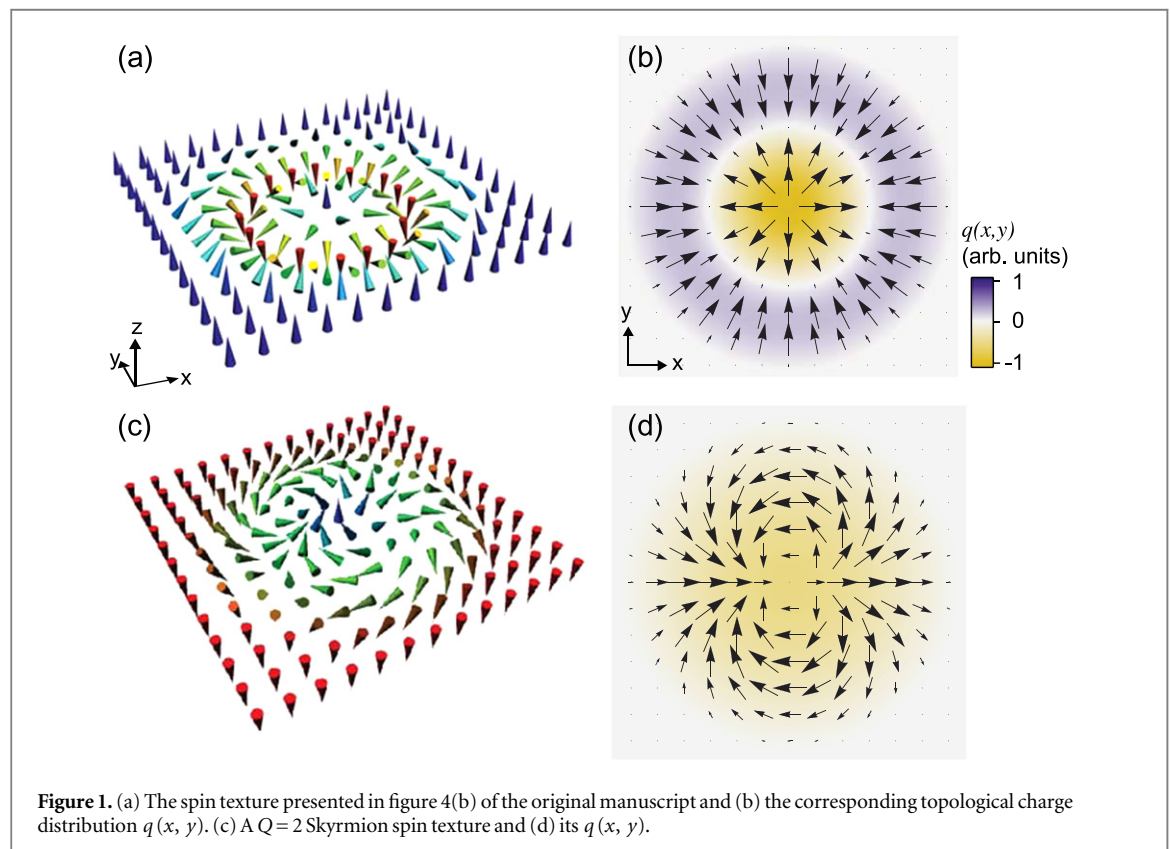 (a)
(b)
z
y
x
y
x
q(x,y)
(arb. units)
1
0
-1
(c)
(d)
Figure 1. (a) The spin texture presented in figure 4(b) of the original manuscript and (b) the corresponding topological charge
distribution q(x, y). (c) A Q = 2 Skyrmion spin texture and (d) its q(x, y).